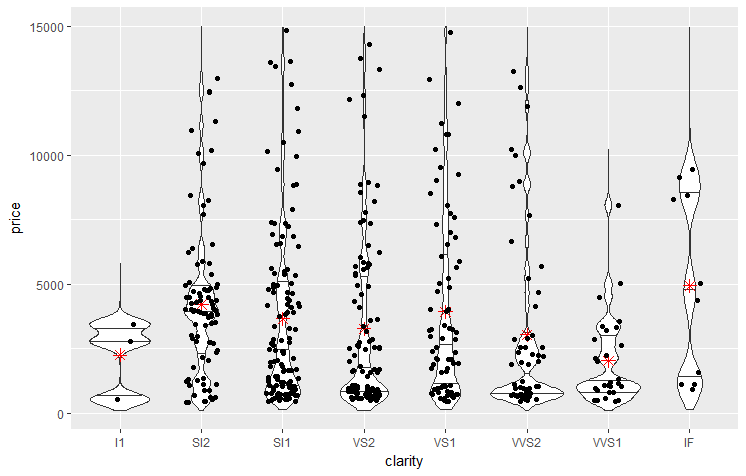 15000
10000
5000
0
price
I1 SI2 SI1 VS2 VS1 VVS2 VVS1 IF
clarity